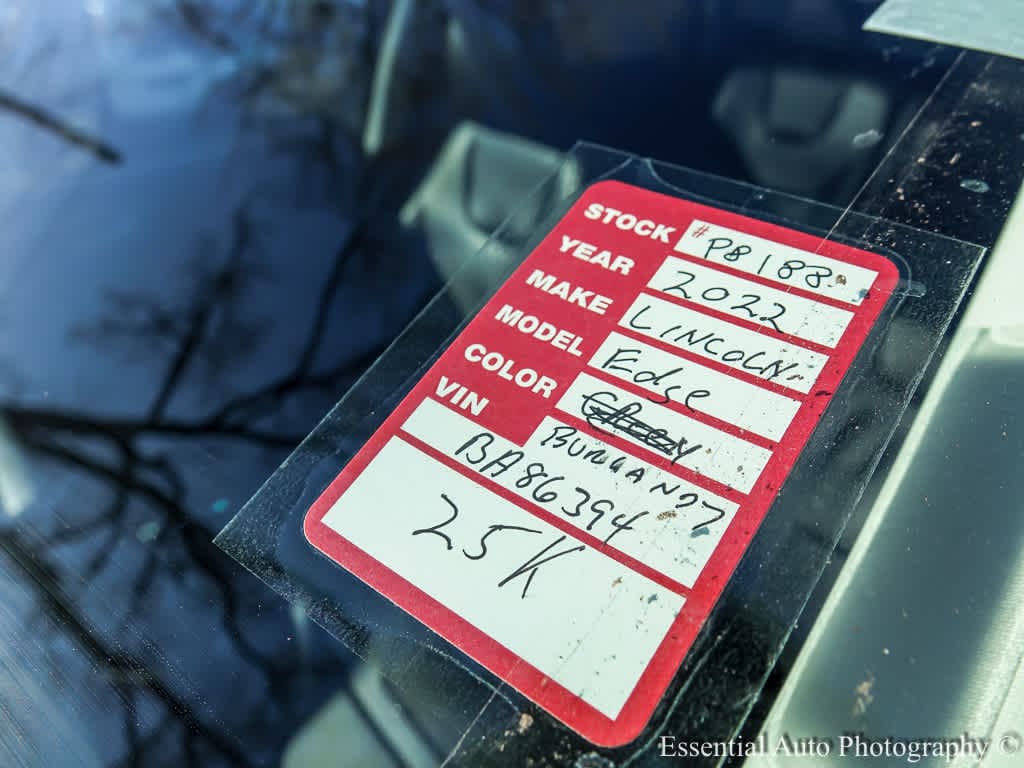 STOCK # P8188
YEAR 2022
MAKE LINCOLN
MODEL Edge
COLOR
BURGANDY
VIN BA86394
25K
Essential Auto Photography ©